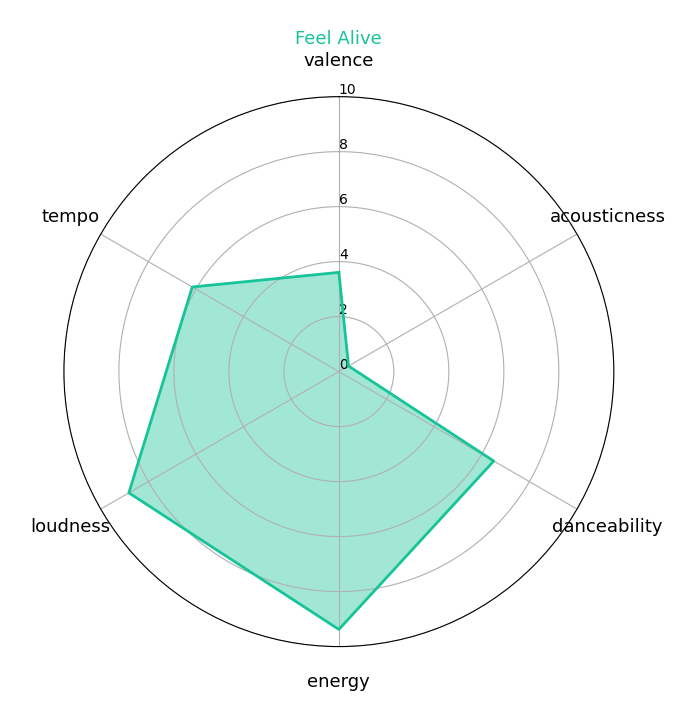 Feel Alive
valence
10
8
tempo
acousticness
6
4
2
0
loudness
danceability
energy